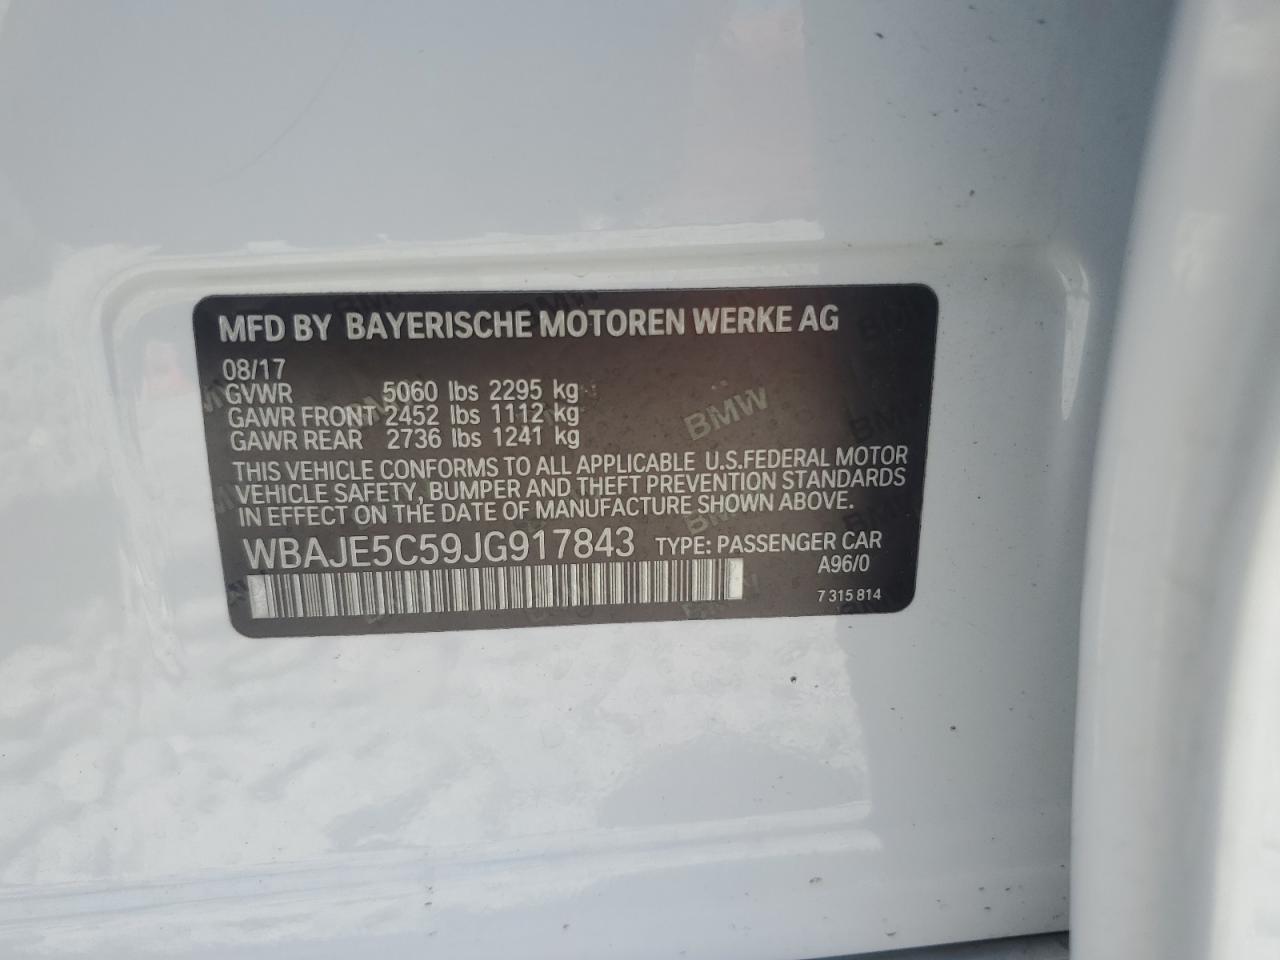 MFD BY BAYERISCHE MOTOREN WERKE AG
08/17
GVWR 5060 lbs 2295 kg
GAWR FRONT 2452 lbs 1112 kg
GAWR REAR 2736 lbs 1241 kg
THIS VEHICLE CONFORMS TO ALL APPLICABLE U.S.FEDERAL MOTOR
VEHICLE SAFETY, BUMPER AND THEFT PREVENTION STANDARDS
IN EFFECT ON THE DATE OF MANUFACTURE SHOWN ABOVE.
WBAJE5C59JG917843 TYPE: PASSENGER CAR
A96/0
7 315 814
BMW